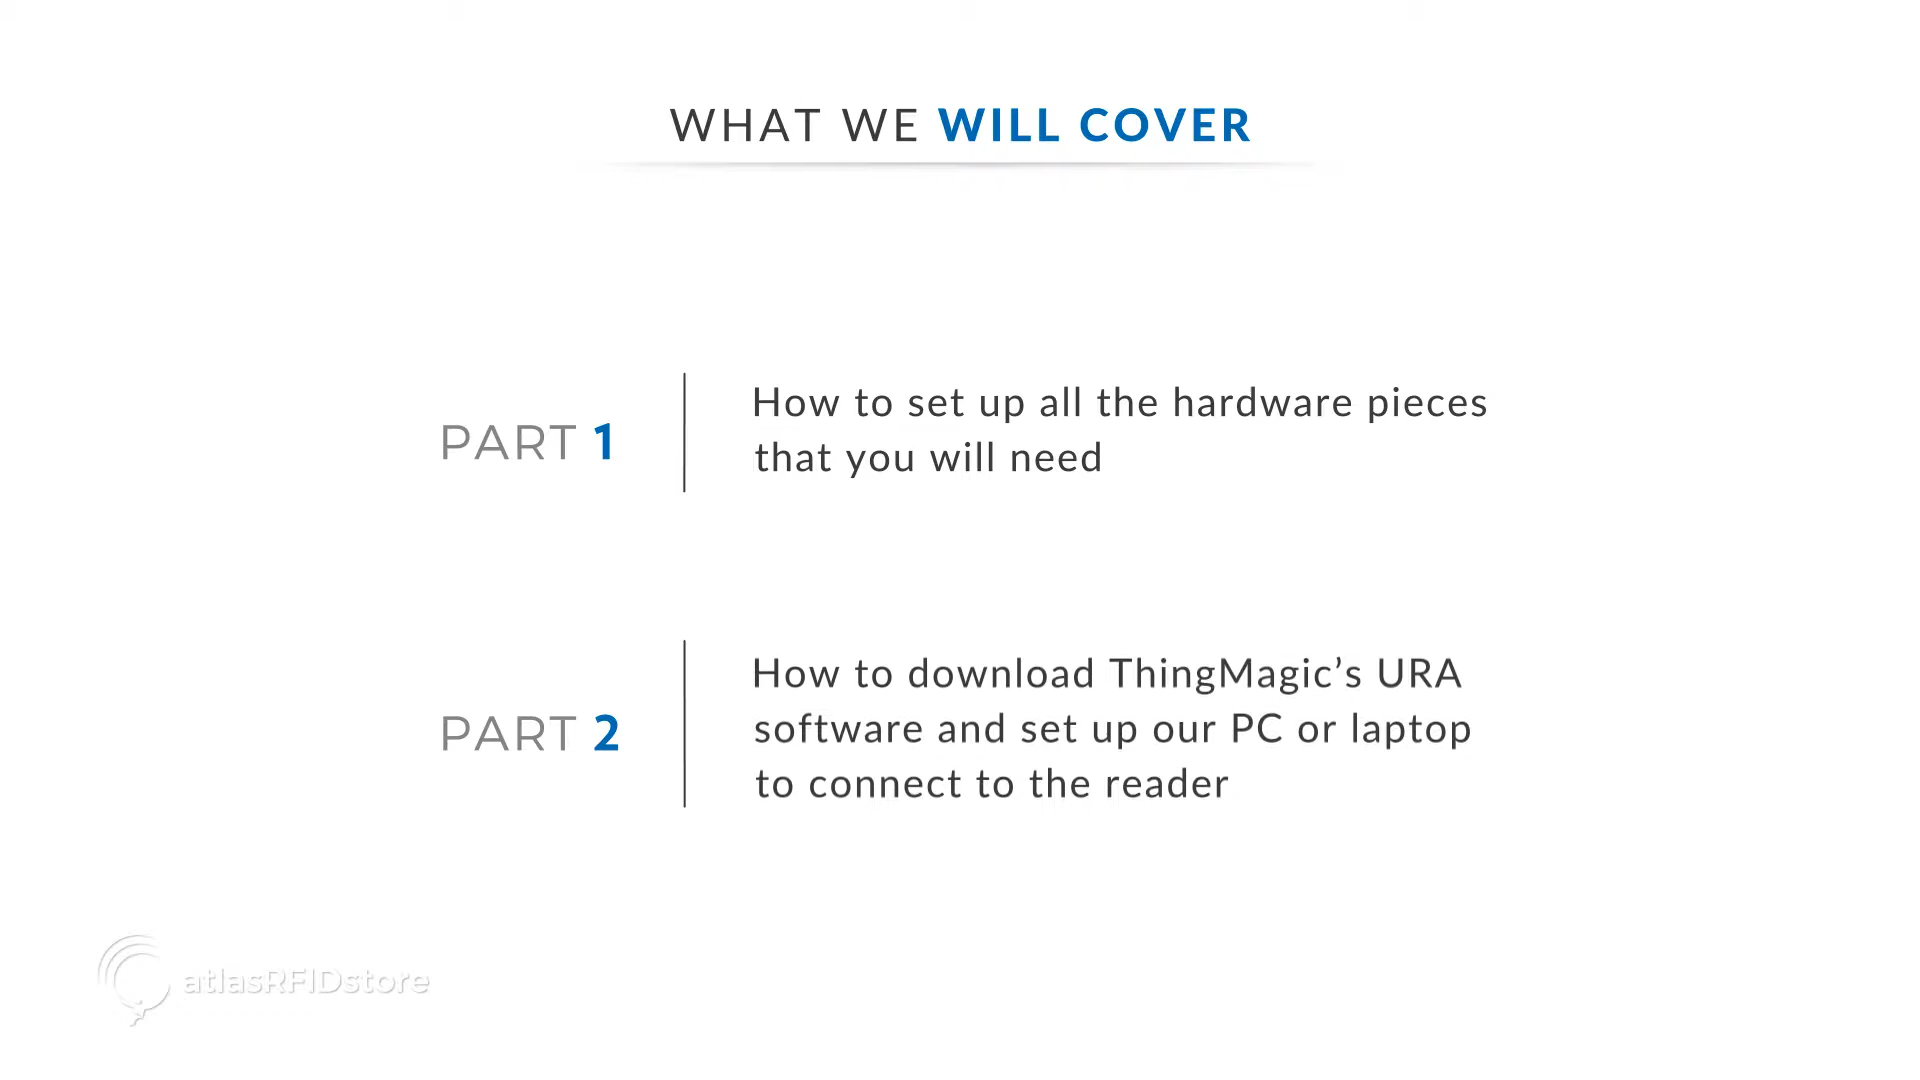 WHAT WE WILL COVER
PART 1
How to set up all the hardware pieces
that you will need
PART 2
How to download ThingMagic’s URA
software and set up our PC or laptop
to connect to the reader
atlasRFIDstore